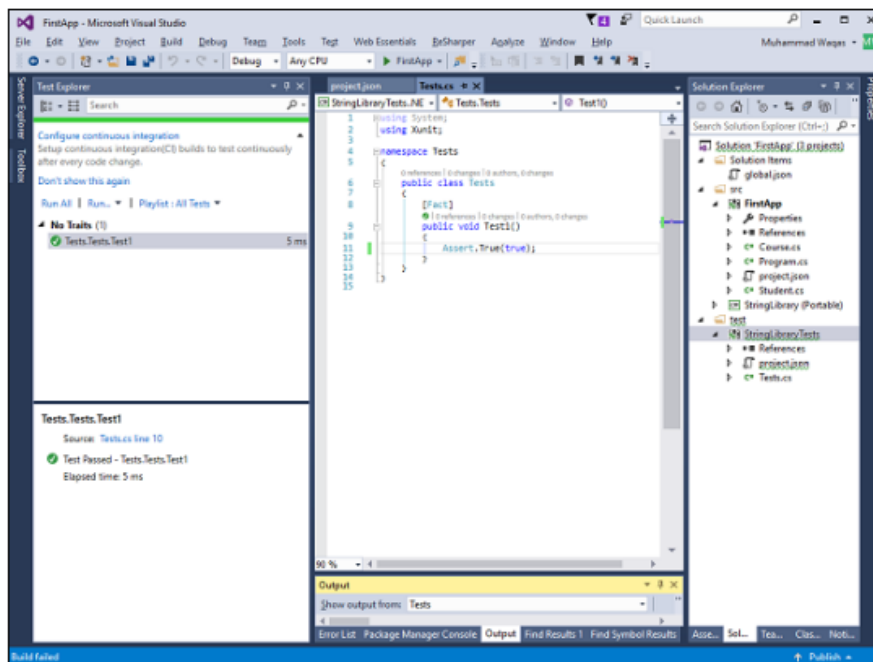 FirstApp - Microsoft Visual Studio
4
Quick Launch
File Edit View Project Build Debug Team Tools Test Web Essentials ReSharper Analyze Window Help
Muhammad Waqas
Debug Any CPU FirstApp
Server Explorer
Toolbox
Test Explorer
Search
Configure continuous integration
Setup continuous integration(CI) builds to test continuously
after every code change.
Don't show this again
Run All | Run... | Playlist : All Tests
No Traits (1)
Tests.Tests.Test1 5 ms
Tests.Tests.Test1
Source: Tests.cs line 10
Test Passed - Tests.Tests.Test1
Elapsed time: 5 ms
project.json Tests.cs
StringLibraryTests..NE Tests.Tests Test1()
1 using System;
2 using Xunit;
3
4 namespace Tests
5 {
0 references | 0 changes | 0 authors, 0 changes
6 public class Tests
7 {
8 [Fact]
0 references | 0 changes | 0 authors, 0 changes
9 public void Test1()
10 {
11 Assert.True(true);
12 }
13 }
14 }
15
90 %
Output
Show output from: Tests
Error List Package Manager Console Output Find Results 1 Find Symbol Results
Solution Explorer
Search Solution Explorer (Ctrl+;)
Solution 'FirstApp' (3 projects)
Solution Items
global.json
src
FirstApp
Properties
References
Course.cs
Program.cs
project.json
Student.cs
StringLibrary (Portable)
test
StringLibraryTests
References
project.json
Tests.cs
Asse... Sol... Tea... Clas... Noti...
Properties
Build failed
Publish